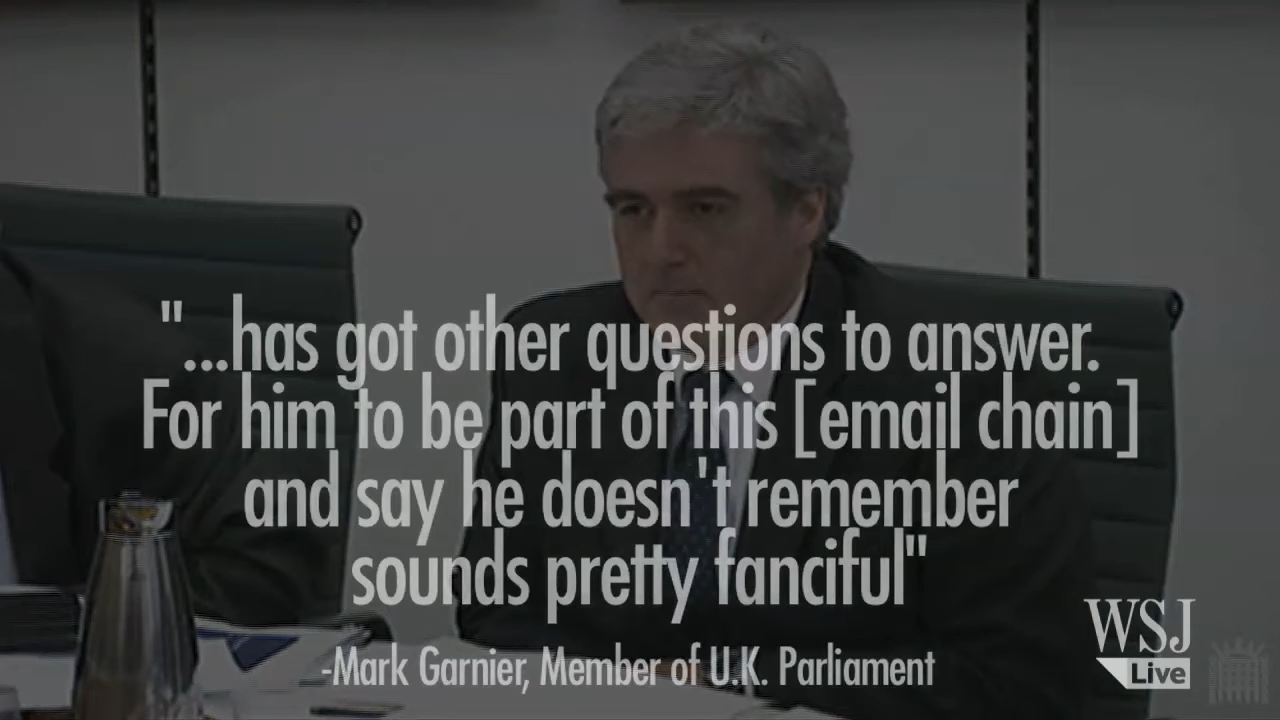 "...has got other questions to answer.
For him to be part of this [email chain]
and say he doesn't remember
sounds pretty fanciful"
-Mark Garnier, Member of U.K. Parliament
WSJ
Live